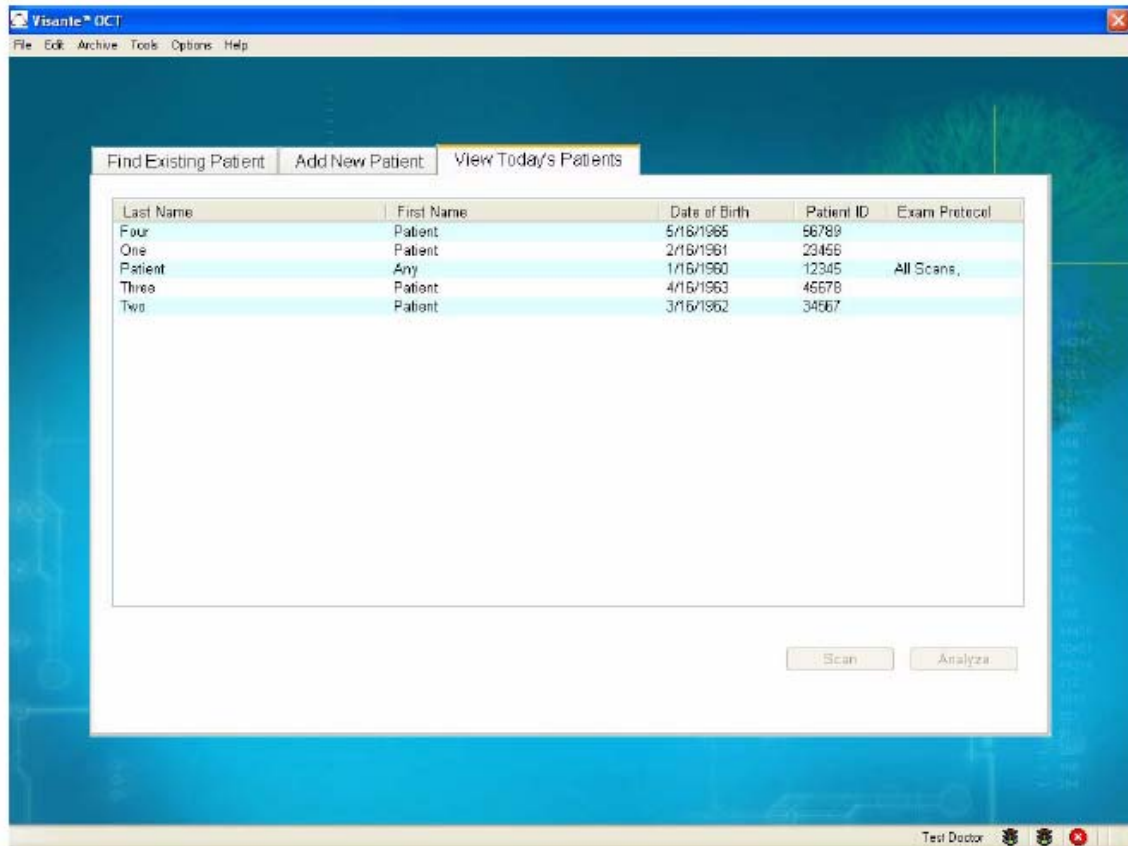 Visante™ OCT
File Edit Archive Tools Options Help
Find Existing Patient Add New Patient View Today's Patients
Last Name First Name Date of Birth Patient ID Exam Protocol
Four Patient 5/16/1965 56789
One Patient 2/16/1961 23456
Patient Any 1/16/1960 12345 All Scans,
Three Patient 4/16/1963 45678
Two Patient 3/16/1962 34567
Scan Analyze
Test Doctor